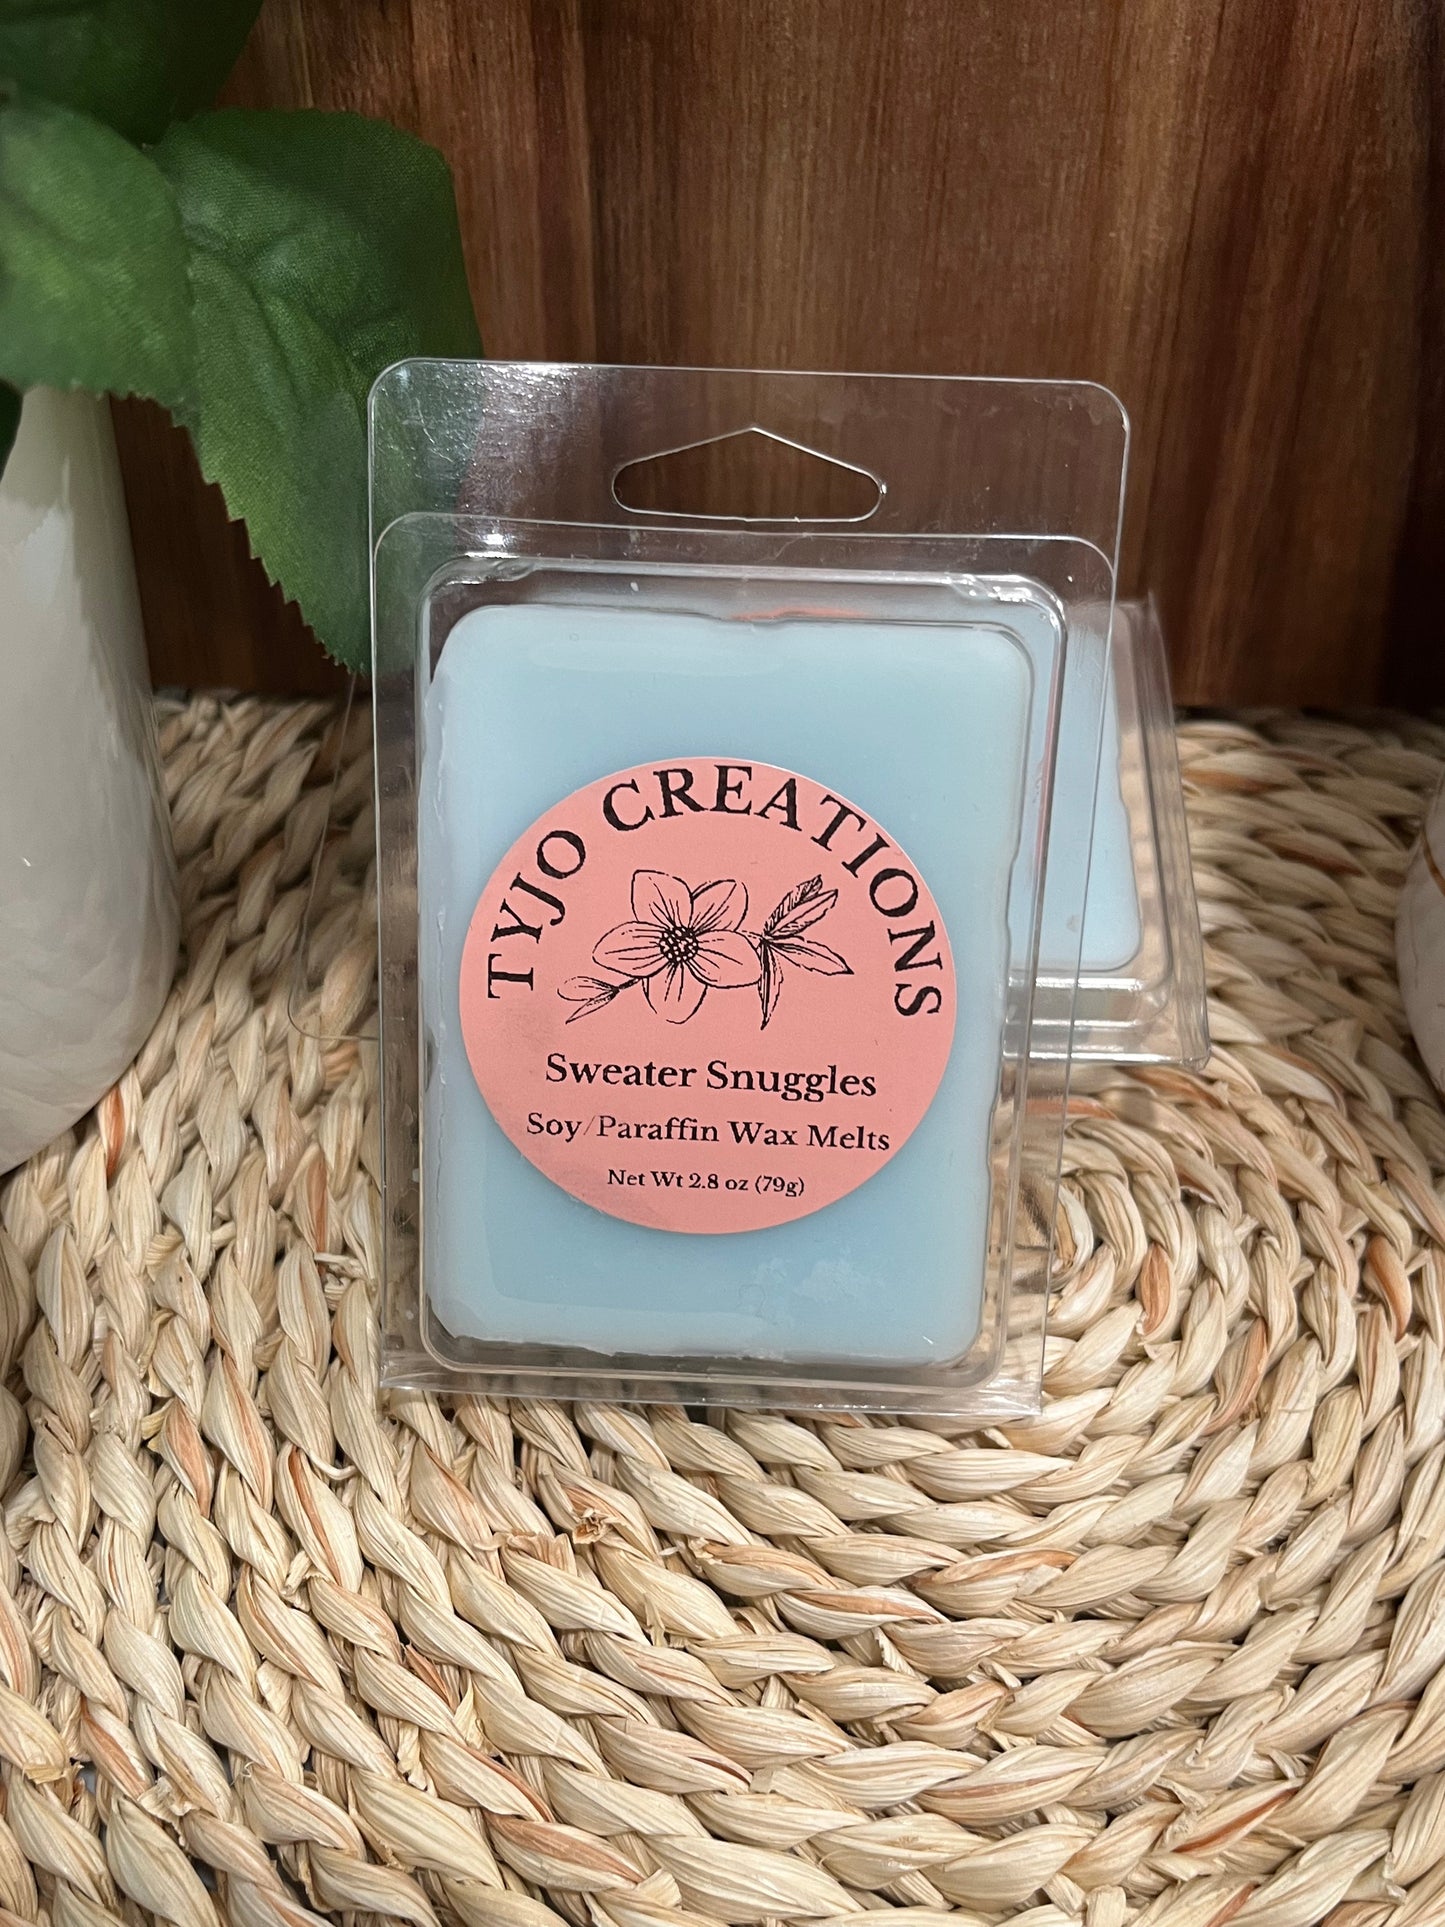 TYJO CREATIONS
Sweater Snuggles
Soy/Paraffin Wax Melts
Net Wt 2.8 oz (79g)